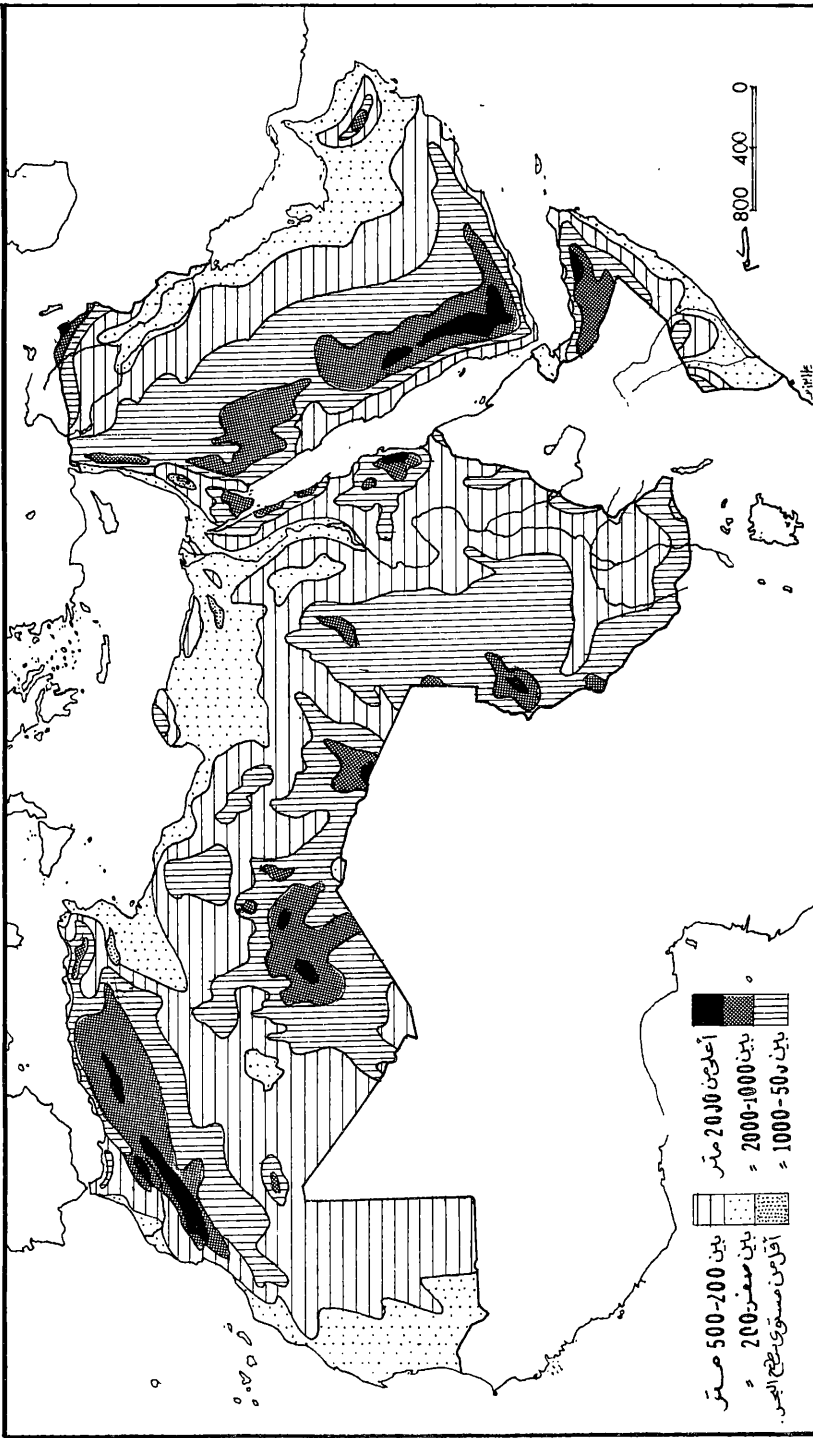 0 400 800 كم
أعلى من 2000 متر
بين 1000-2000 =
بين 500-1000 =
بين 200-500 متر
بين صفر-200 =
أقل من مستوى سطح البحر.